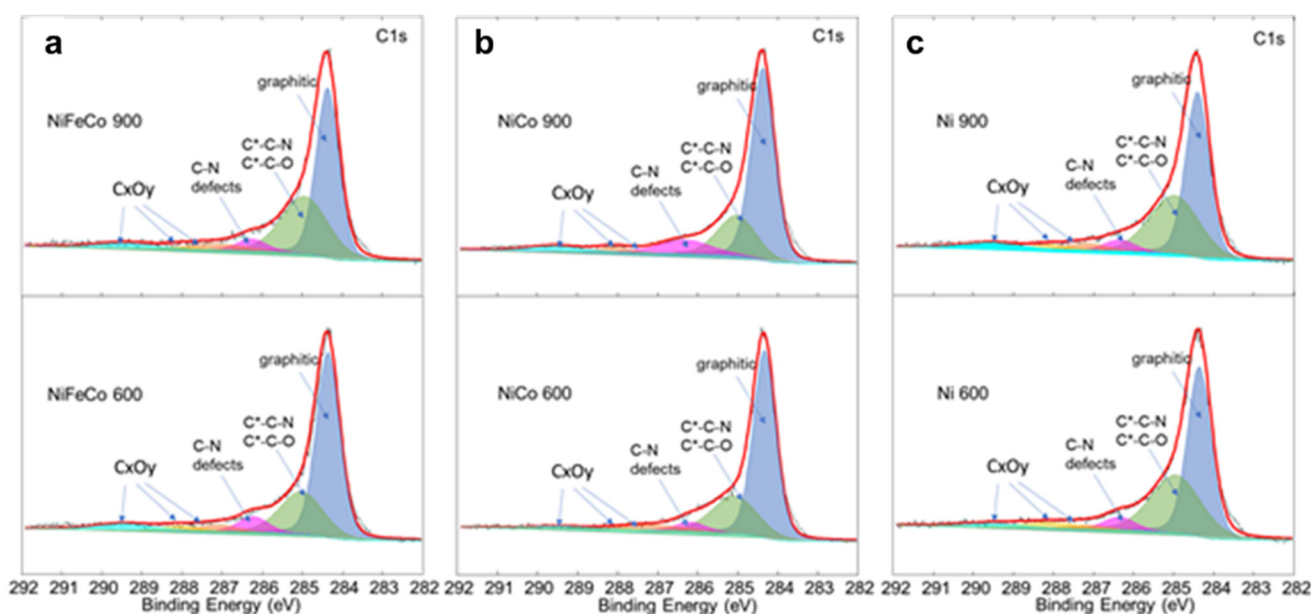 a
C1s
graphitic
NiFeCo 900
C*-C-N
C*-C-O
C-N
defects
CxOy
graphitic
NiFeCo 600
C*-C-N
C*-C-O
C-N
defects
CxOy
292 291 290 289 288 287 286 285 284 283 282
Binding Energy (eV)
b
C1s
graphitic
NiCo 900
C*-C-N
C*-C-O
C-N
defects
CxOy
graphitic
NiCo 600
C*-C-N
C*-C-O
C-N
defects
CxOy
292 291 290 289 288 287 286 285 284 283 282
Binding Energy (eV)
c
C1s
graphitic
Ni 900
C*-C-N
C*-C-O
C-N
defects
CxOy
graphitic
Ni 600
C*-C-N
C*-C-O
C-N
defects
CxOy
292 291 290 289 288 287 286 285 284 283 282
Binding Energy (eV)